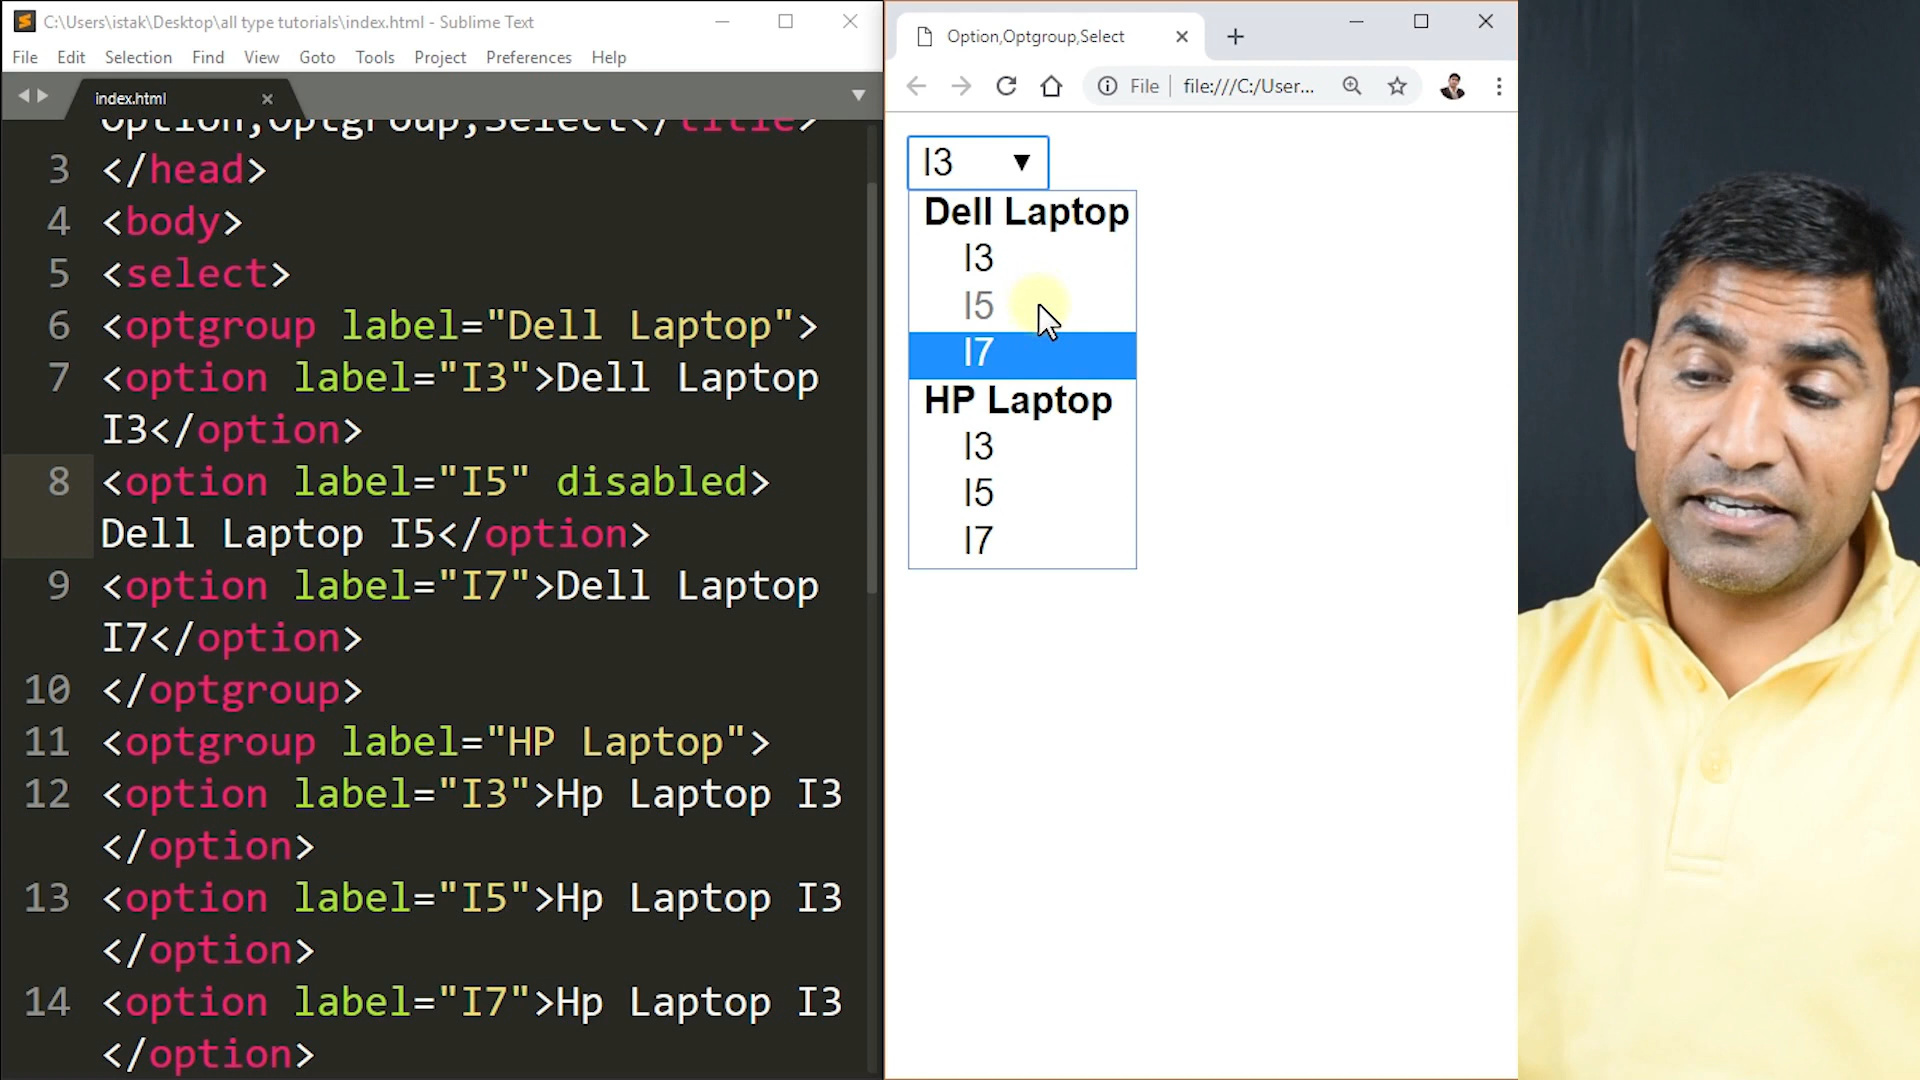 C:\Users\istak\Desktop\all type tutorials\index.html - Sublime Text
File Edit Selection Find View Goto Tools Project Preferences Help
index.html
Option,Optgroup,Select</title>
3 </head>
4 <body>
5 <select>
6 <optgroup label="Dell Laptop">
7 <option label="I3">Dell Laptop
I3</option>
8 <option label="I5" disabled>
Dell Laptop I5</option>
9 <option label="I7">Dell Laptop
I7</option>
10 </optgroup>
11 <optgroup label="HP Laptop">
12 <option label="I3">Hp Laptop I3
</option>
13 <option label="I5">Hp Laptop I3
</option>
14 <option label="I7">Hp Laptop I3
</option>
Option,Optgroup,Select
File file:///C:/User...
I3
Dell Laptop
I3
I5
I7
HP Laptop
I3
I5
I7